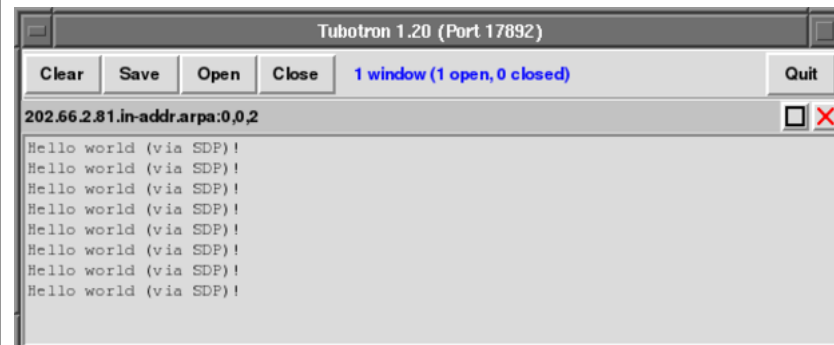 Tubotron 1.20 (Port 17892)
Clear Save Open Close 1 window (1 open, 0 closed) Quit
202.66.2.81.in-addr.arpa:0,0,2
Hello world (via SDP)!
Hello world (via SDP)!
Hello world (via SDP)!
Hello world (via SDP)!
Hello world (via SDP)!
Hello world (via SDP)!
Hello world (via SDP)!
Hello world (via SDP)!